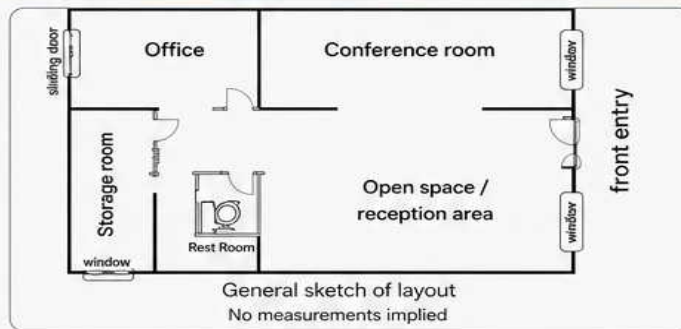 Office
Conference room
sliding door
window
front entry
Storage room
Open space /
reception area
window
Rest Room
window
General sketch of layout
No measurements implied